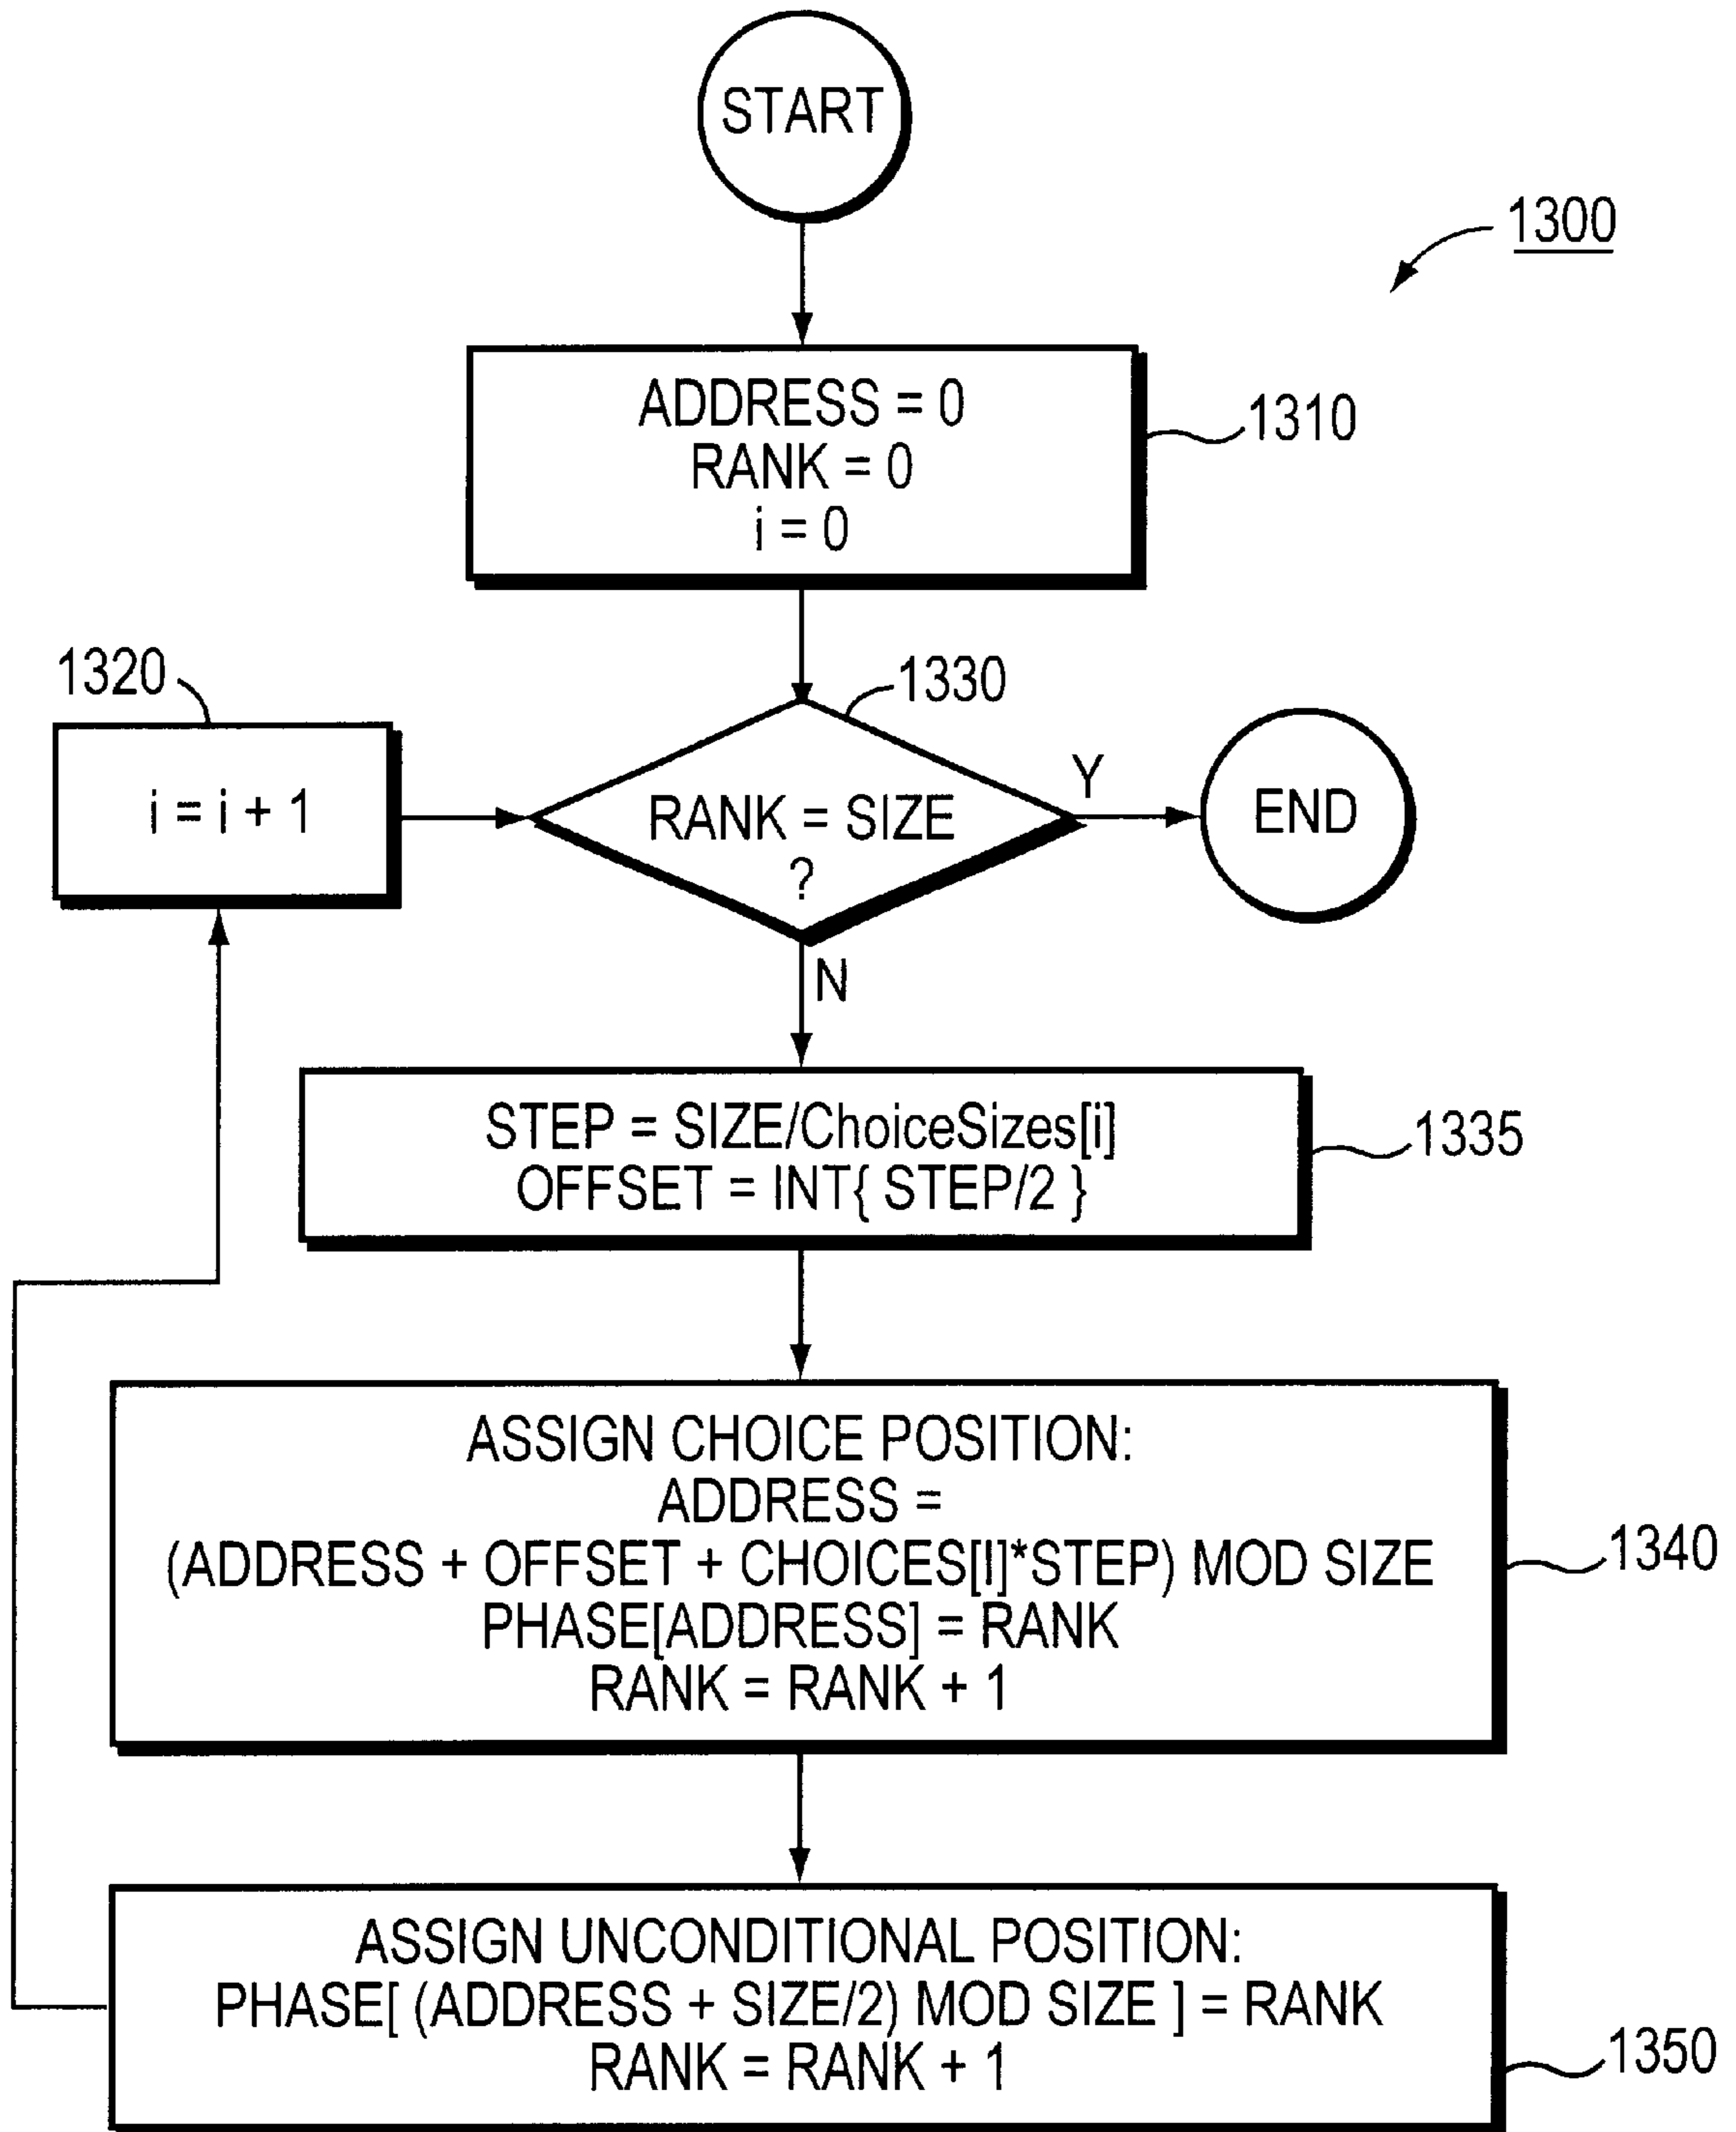 START
1300
ADDRESS = 0
RANK = 0
i = 0
1310
1320
i = i + 1
1330
RANK = SIZE
?
Y
END
N
STEP = SIZE/ChoiceSizes[i]
OFFSET = INT{ STEP/2 }
1335
ASSIGN CHOICE POSITION:
ADDRESS =
(ADDRESS + OFFSET + CHOICES[I]*STEP) MOD SIZE
PHASE[ADDRESS] = RANK
RANK = RANK + 1
1340
ASSIGN UNCONDITIONAL POSITION:
PHASE[ (ADDRESS + SIZE/2) MOD SIZE ] = RANK
RANK = RANK + 1
1350